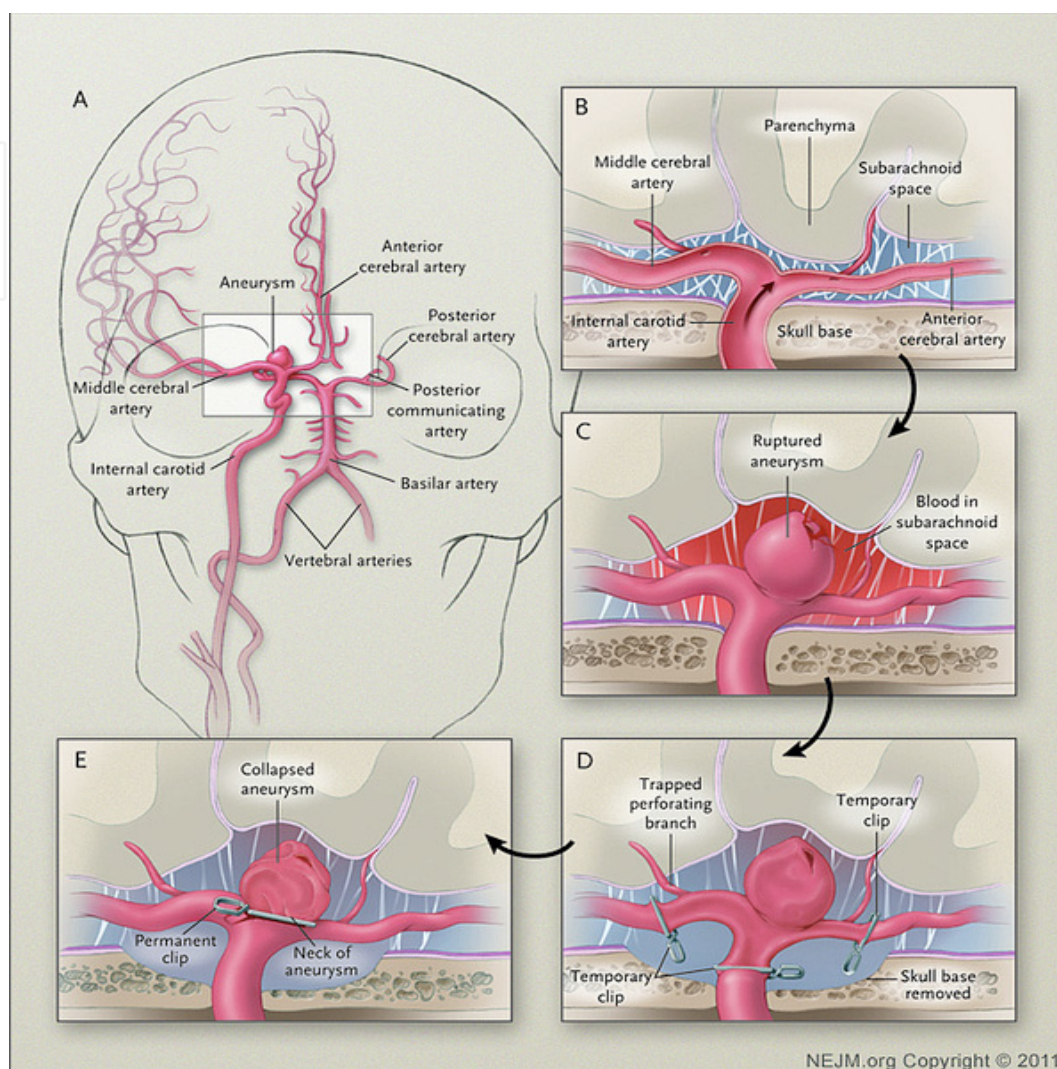 A
Aneurysm
Anterior
cerebral artery
Posterior
cerebral artery
Middle cerebral
artery
Posterior
communicating
artery
Internal carotid
artery
Basilar artery
Vertebral arteries
B
Parenchyma
Middle cerebral
artery
Subarachnoid
space
Internal carotid
artery
Skull base
Anterior
cerebral artery
C
Ruptured
aneurysm
Blood in
subarachnoid
space
D
Trapped
perforating
branch
Temporary
clip
Temporary
clip
Skull base
removed
E
Collapsed
aneurysm
Permanent
clip
Neck of
aneurysm
NEJM.org Copyright © 2011